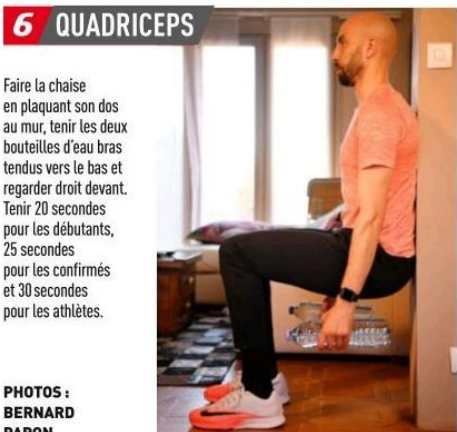 6 QUADRICEPS
Faire la chaise
en plaquant son dos
au mur, tenir les deux
bouteilles d'eau bras
tendus vers le bas et
regarder droit devant.
Tenir 20 secondes
pour les débutants,
25 secondes
pour les confirmés
et 30 secondes
pour les athlètes.
PHOTOS :
BERNARD